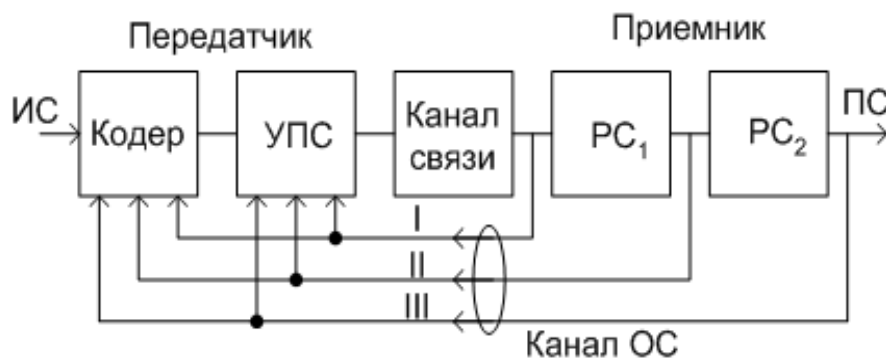 Передатчик
Приемник
ИС
Кодер
УПС
Канал
связи
РС1
РС2
ПС
I
II
III
Канал ОС